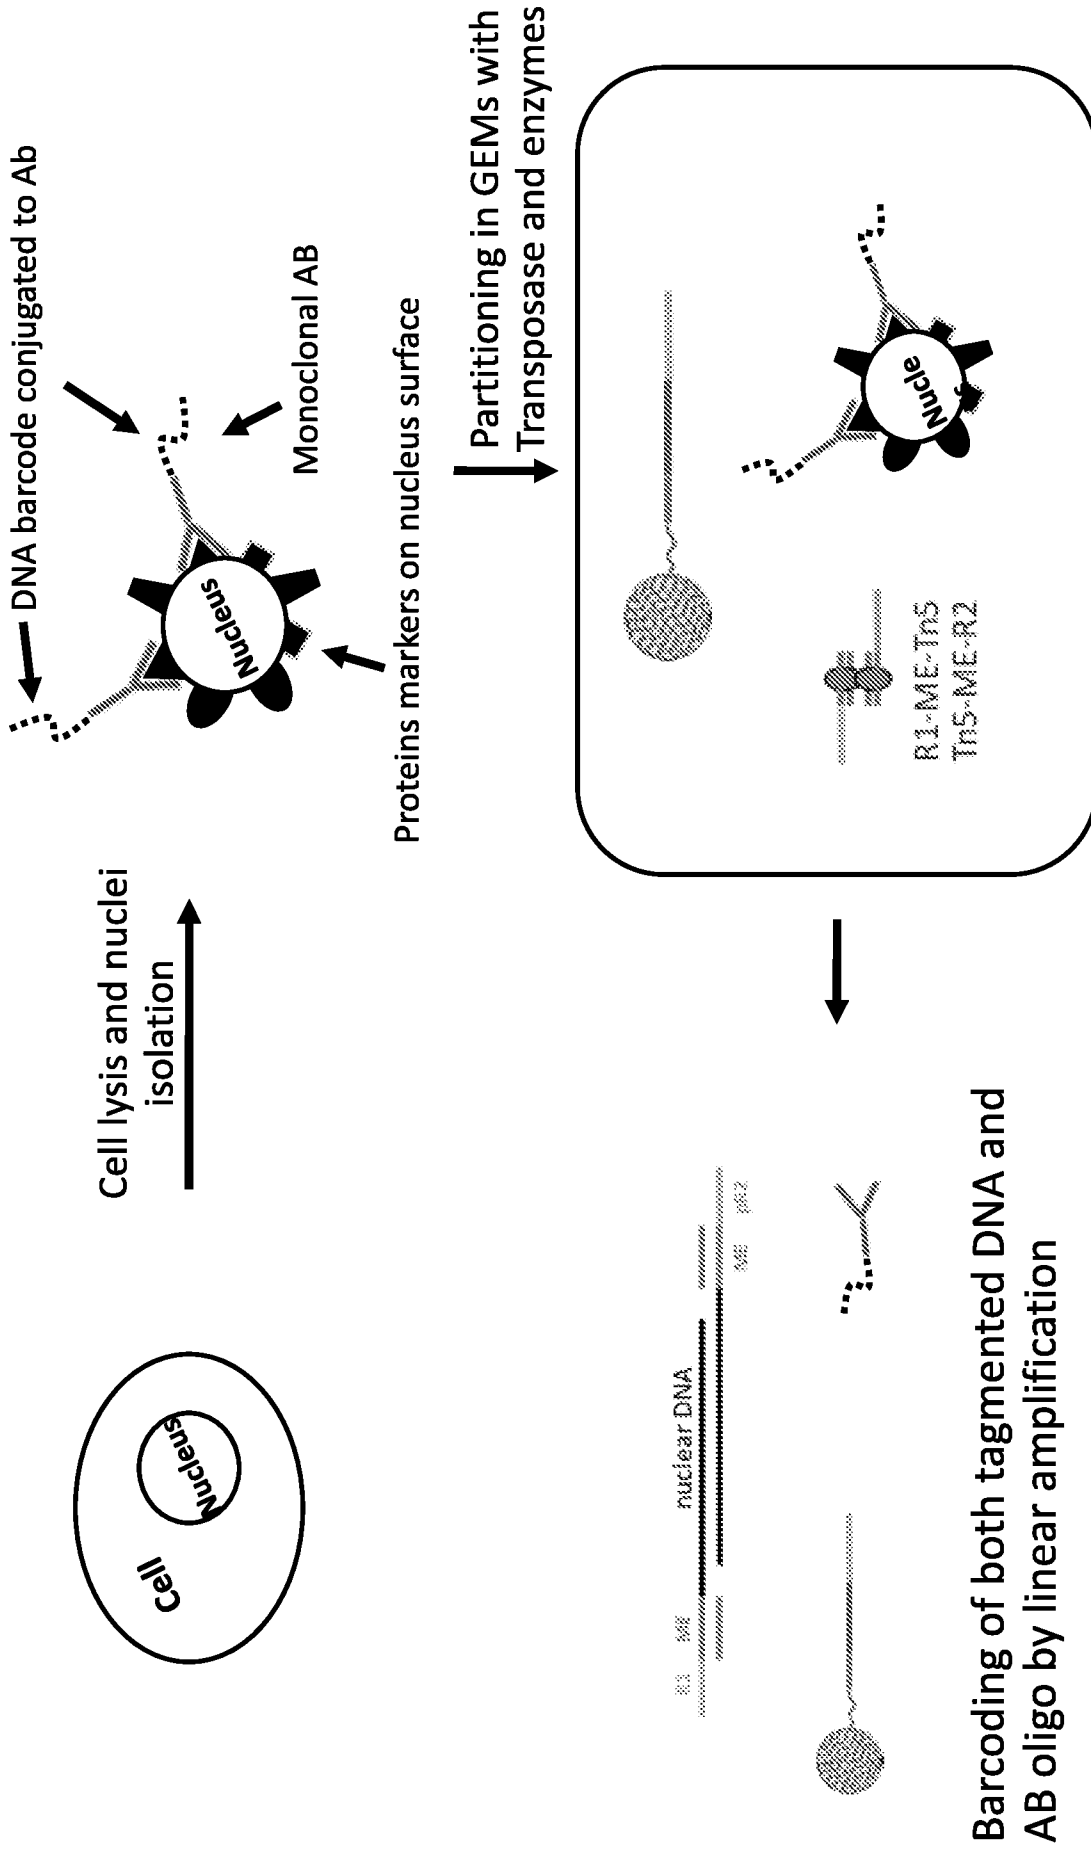 Cell
Nucleus
Cell lysis and nuclei
isolation
DNA barcode conjugated to Ab
Nucleus
Monoclonal AB
Proteins markers on nucleus surface
Partitioning in GEMs with
Transposase and enzymes
R1-ME-Tn5
Tn5-ME-R2
Nucle
s
nuclear DNA
R1 ME
ME pR2
Barcoding of both tagmented DNA and
AB oligo by linear amplification